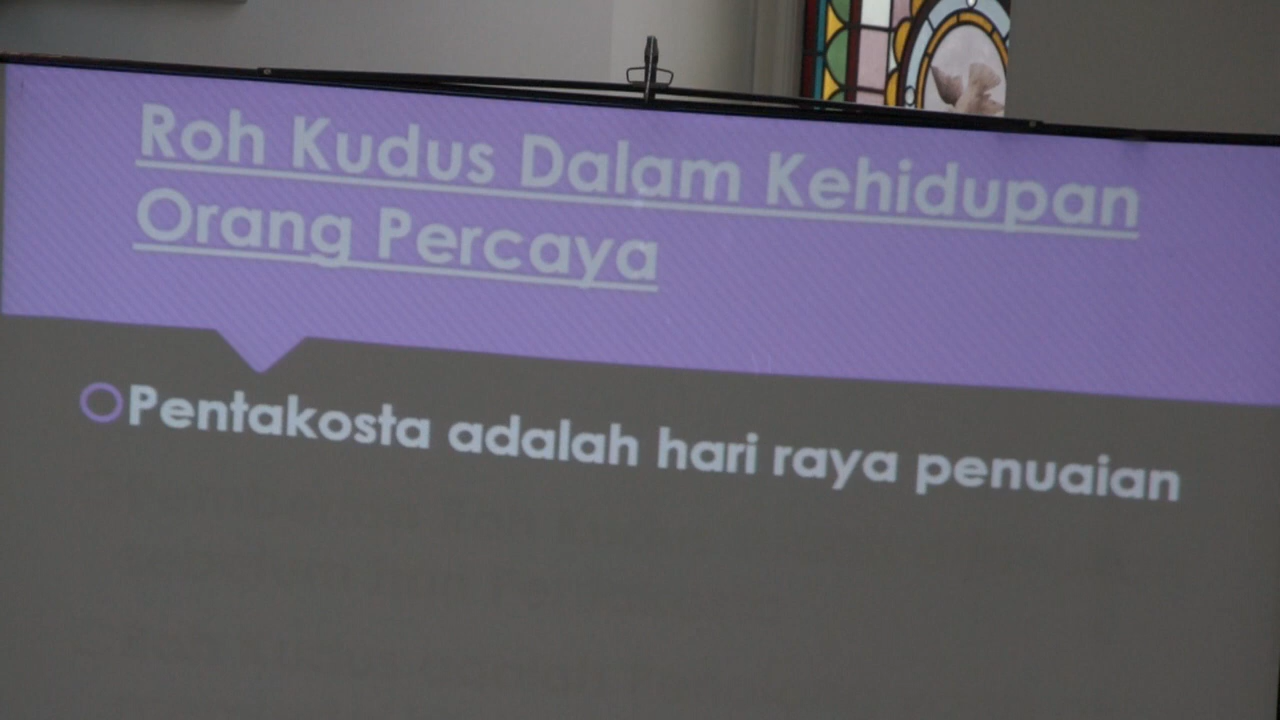 Roh Kudus Dalam Kehidupan
Orang Percaya
Pentakosta adalah hari raya penuaian